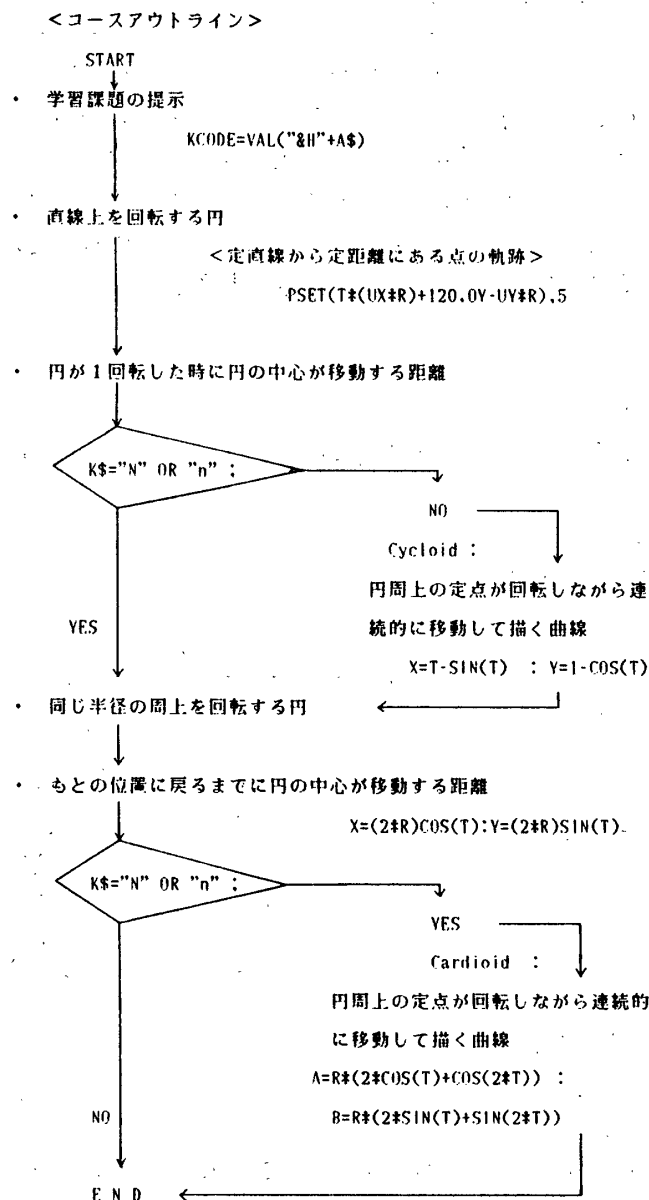 <コースアウトライン>
START
・ 学習課題の提示
KCODE=VAL("&H"+A$)
・ 直線上を回転する円
<定直線から定距離にある点の軌跡>
PSET(T*(UX*R)+120,OY-UY*R),5
・ 円が1回転した時に円の中心が移動する距離
K$="N" OR "n" :
NO
Cycloid :
円周上の定点が回転しながら連
続的に移動して描く曲線
YES
X=T-SIN(T) : Y=1-COS(T)
・ 同じ半径の周上を回転する円
・ もとの位置に戻るまでに円の中心が移動する距離
X=(2*R)COS(T):Y=(2*R)SIN(T)
K$="N" OR "n" :
YES
Cardioid :
円周上の定点が回転しながら連続的
に移動して描く曲線
A=R*(2*COS(T)+COS(2*T)) :
B=R*(2*SIN(T)+SIN(2*T))
NO
E N D